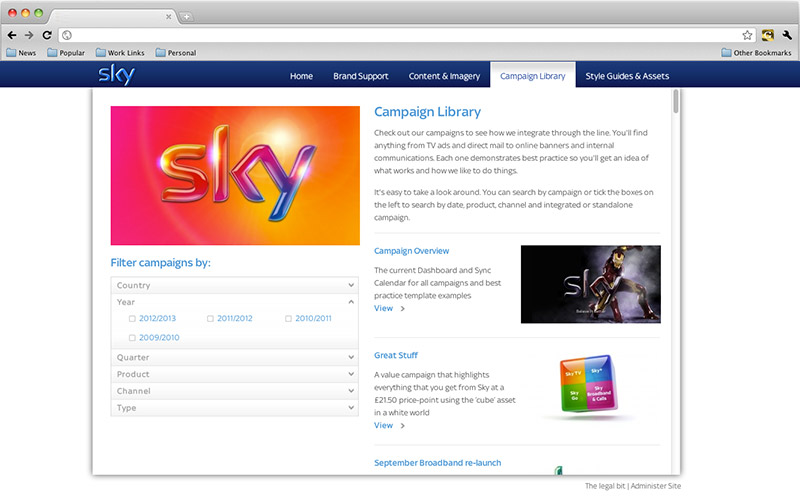 News
Popular
Work Links
Personal
Other Bookmarks
sky
Home
Brand Support
Content & Imagery
Campaign Library
Style Guides & Assets
sky
Filter campaigns by:
Country
Year
2012/2013
2011/2012
2010/2011
2009/2010
Quarter
Product
Channel
Type
Campaign Library
Check out our campaigns to see how we integrate through the line. You'll find
anything from TV ads and direct mail to online banners and internal
communications. Each one demonstrates best practice so you'll get an idea of
what works and how we like to do things.
It's easy to take look around. You can search by campaign or tick the boxes on
the left to search by date, product, channel and integrated or standalone
campaign.
Campaign Overview
The current Dashboard and Sync
Calendar for all campaigns and best
practice template examples
View
Believe in better
Great Stuff
A value campaign that highlights
everything that you get from Sky at a
£21.50 price-point using the 'cube' asset
in a white world
View
Sky TV
Sky+
Sky
Go
Sky
Broadband
& Calls
September Broadband re-launch
The legal bit | Administer Site